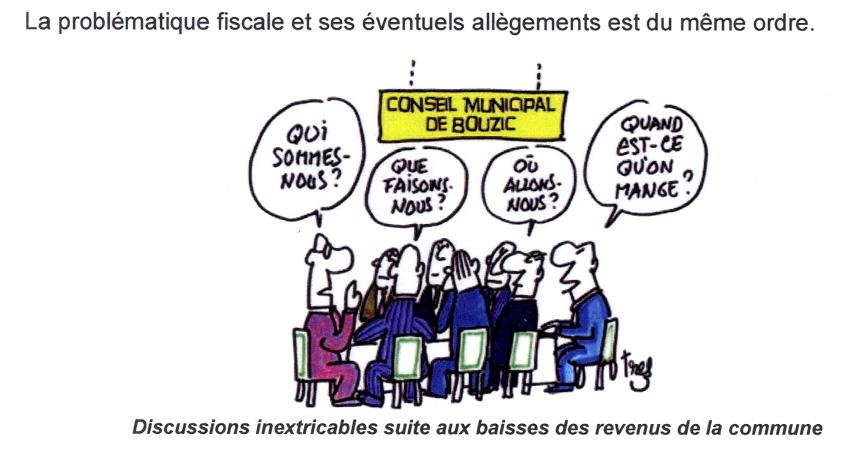 La problématique fiscale et ses éventuels allègements est du même ordre.
CONSEIL MUNICIPAL
DE BOUZIC
QUI
SOMMES-
NOUS?
QUE
FAISONS-
NOUS?
OÙ
ALLONS-
NOUS?
QUAND
EST-CE
QU'ON
MANGE?
Discussions inextricables suite aux baisses des revenus de la commune